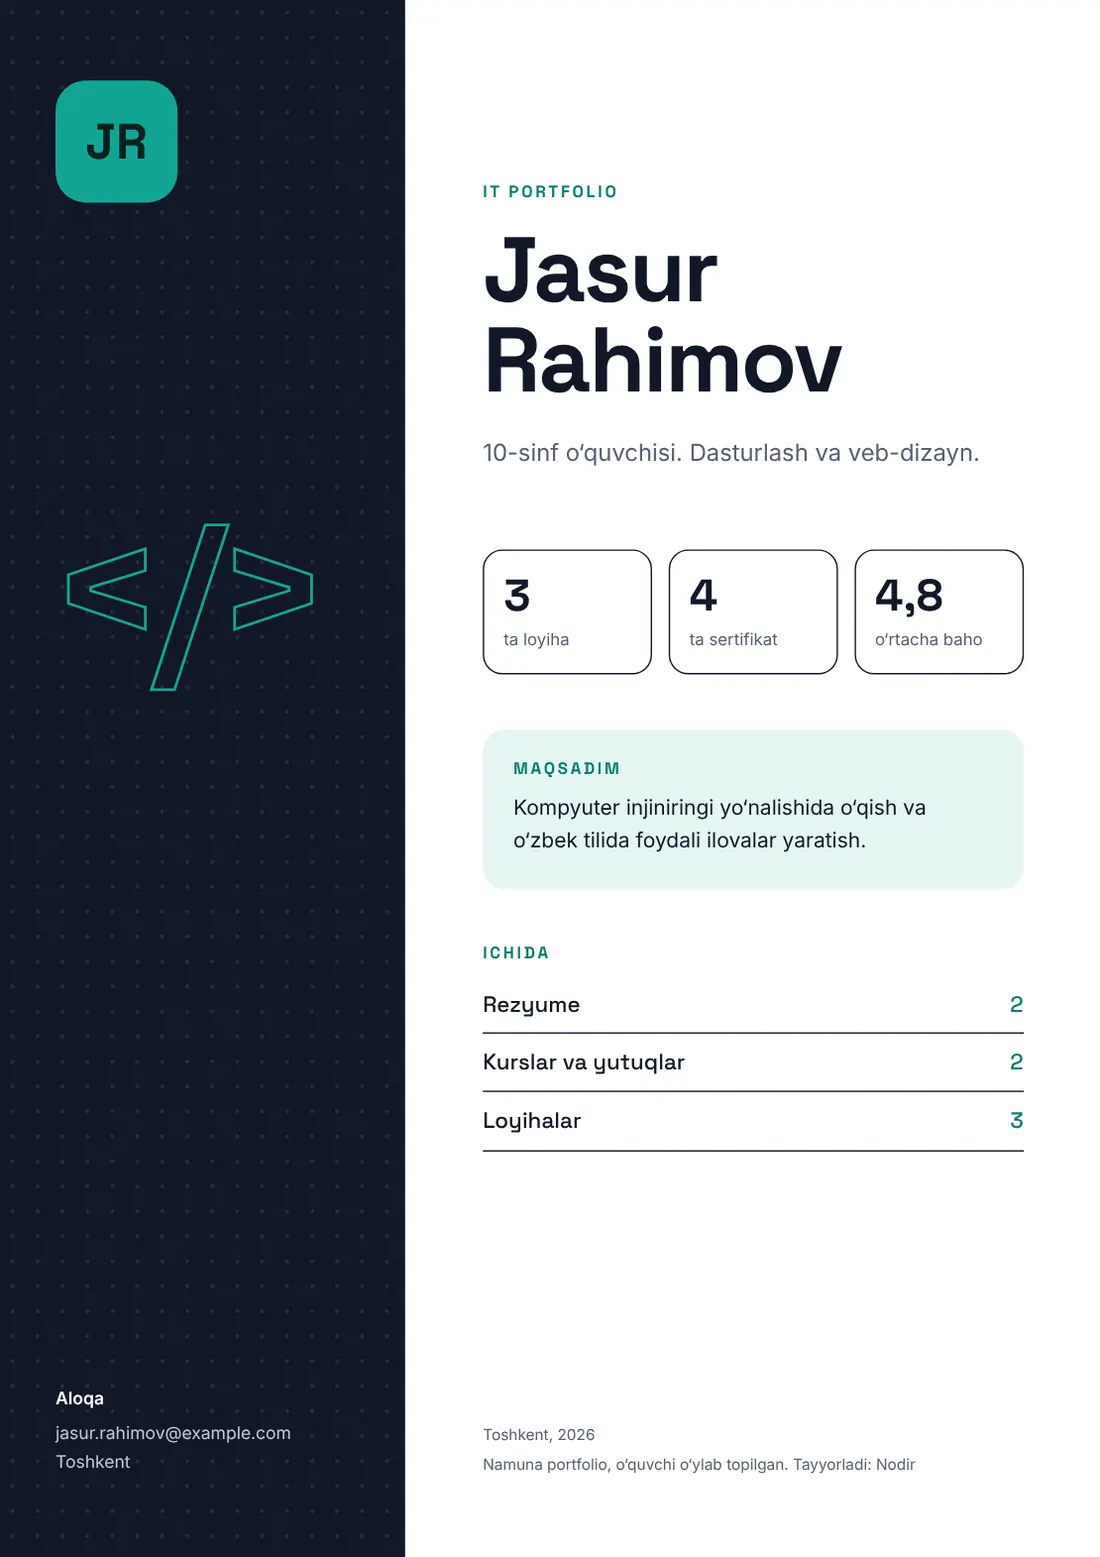 JR
</>
Aloqa
jasur.rahimov@example.com
Toshkent
IT PORTFOLIO
Jasur
Rahimov
10-sinf o‘quvchisi. Dasturlash va veb-dizayn.
3
ta loyiha
4
ta sertifikat
4,8
o‘rtacha baho
MAQSADIM
Kompyuter injiniringi yo‘nalishida o‘qish va
o‘zbek tilida foydali ilovalar yaratish.
ICHIDA
Rezyume 2
Kurslar va yutuqlar 2
Loyihalar 3
Toshkent, 2026
Namuna portfolio, o‘quvchi o‘ylab topilgan. Tayyorladi: Nodir